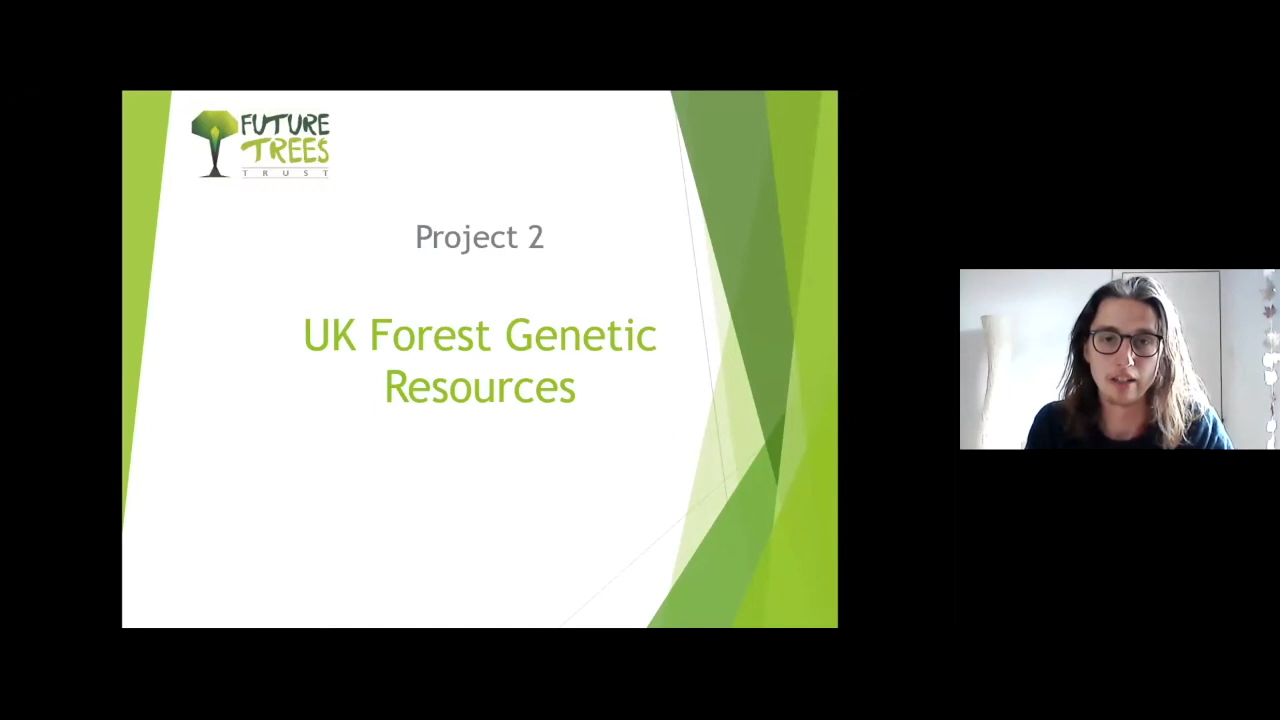 FUTURE
TREES
TRUST
Project 2
UK Forest Genetic
Resources